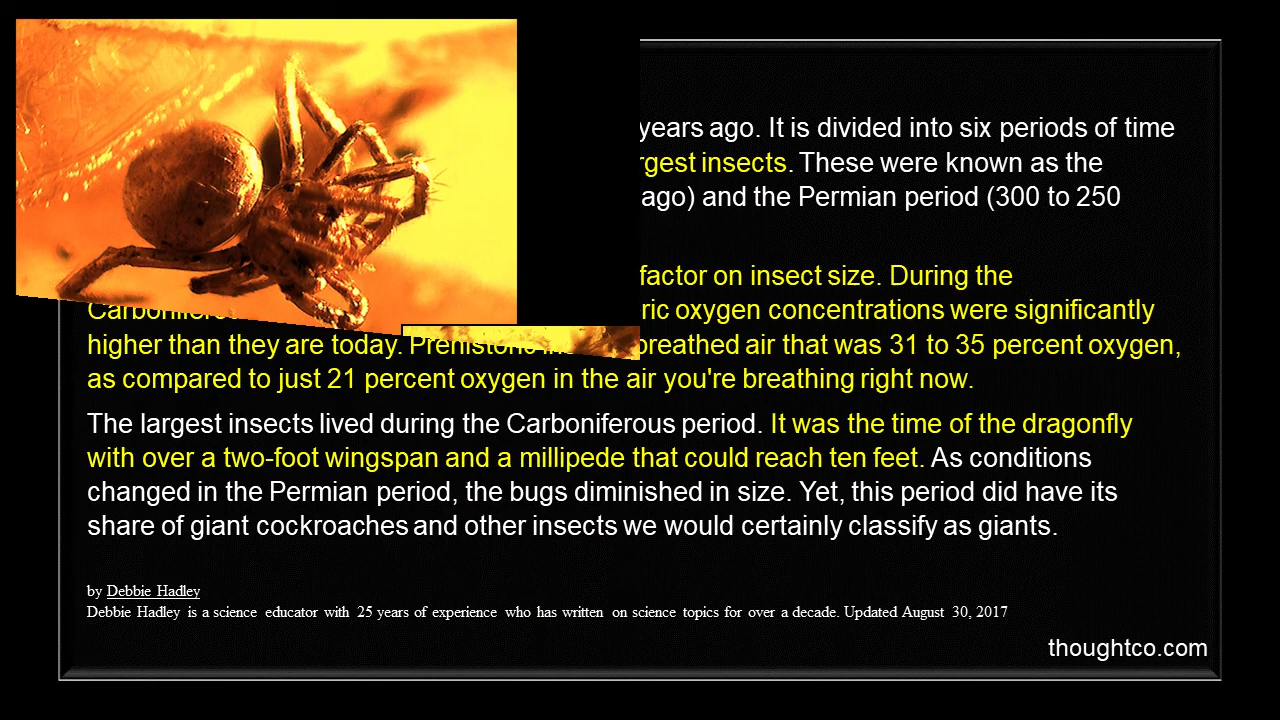 years ago. It is divided into six periods of time
rgest insects. These were known as the
ago) and the Permian period (300 to 250
factor on insect size. During the
ric oxygen concentrations were significantly
higher than they are today. Prehistoric breathed air that was 31 to 35 percent oxygen,
as compared to just 21 percent oxygen in the air you're breathing right now.
The largest insects lived during the Carboniferous period. It was the time of the dragonfly
with over a two-foot wingspan and a millipede that could reach ten feet. As conditions
changed in the Permian period, the bugs diminished in size. Yet, this period did have its
share of giant cockroaches and other insects we would certainly classify as giants.
by Debbie Hadley
Debbie Hadley is a science educator with 25 years of experience who has written on science topics for over a decade. Updated August 30, 2017
thoughtco.com